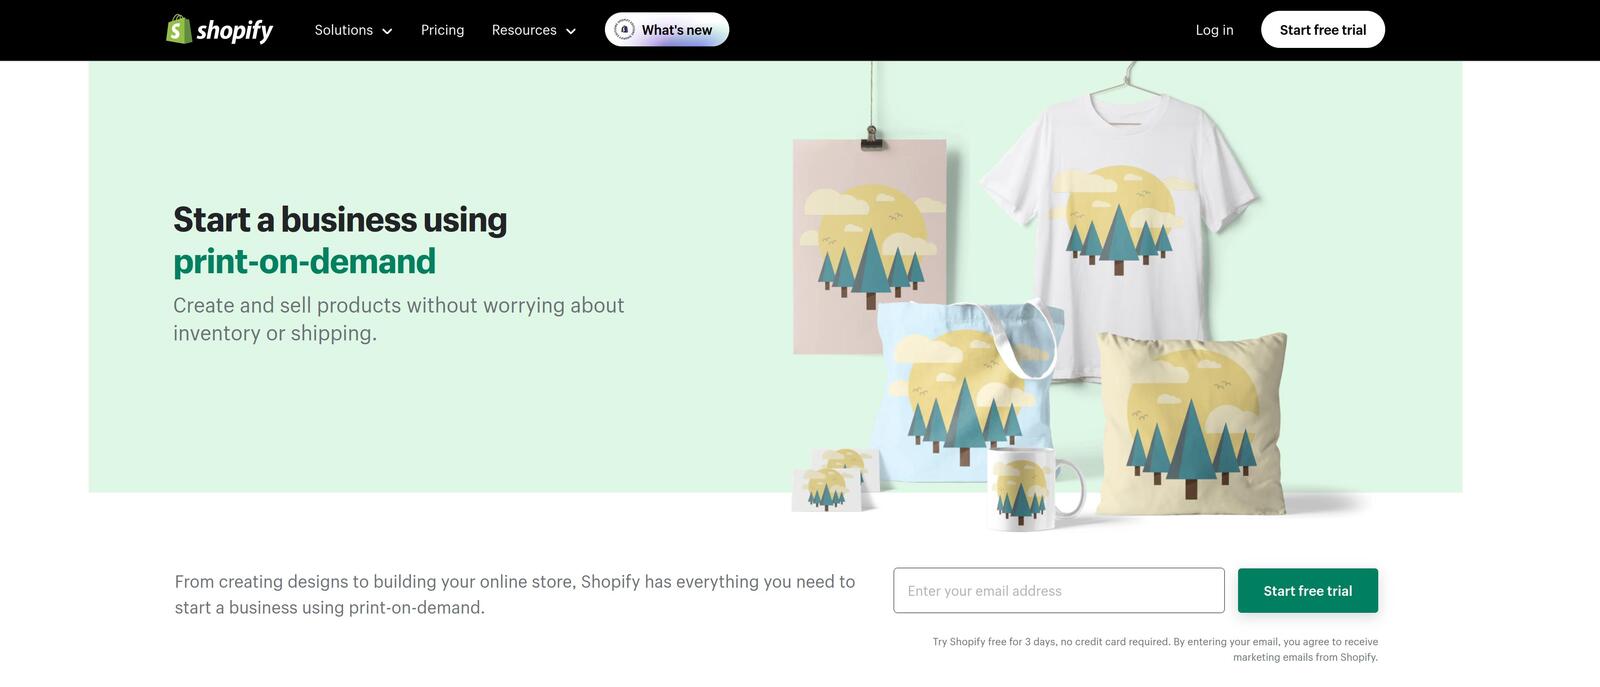 shopify
Solutions
Pricing
Resources
What's new
Log in
Start free trial
Start a business using
print-on-demand
Create and sell products without worrying about
inventory or shipping.
From creating designs to building your online store, Shopify has everything you need to
start a business using print-on-demand.
Enter your email address
Start free trial
Try Shopify free for 3 days, no credit card required. By entering your email, you agree to receive
marketing emails from Shopify.